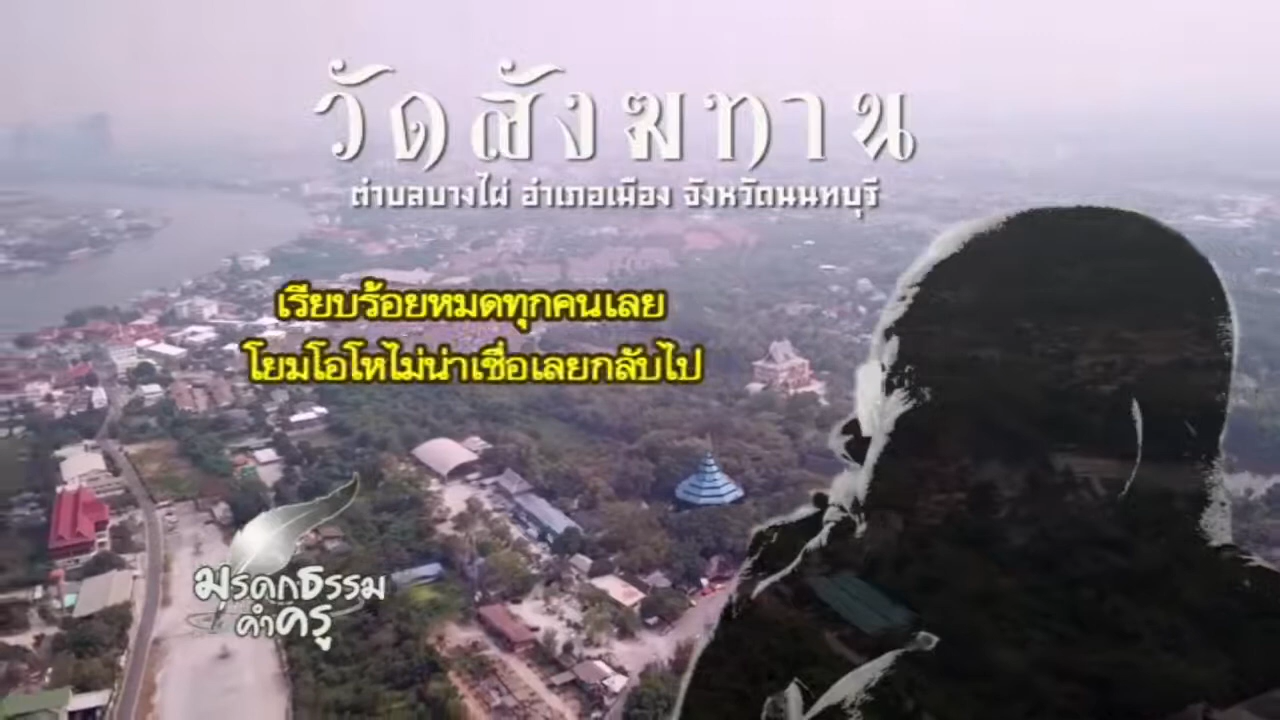 วัดสังฆทาน
ตำบลบางไผ่ อำเภอเมือง จังหวัดนนทบุรี
เรียบร้อยหมดทุกคนเลย
โยมโอโหไม่น่าเชื่อเลยกลับไป
มรดกธรรม
คำครู